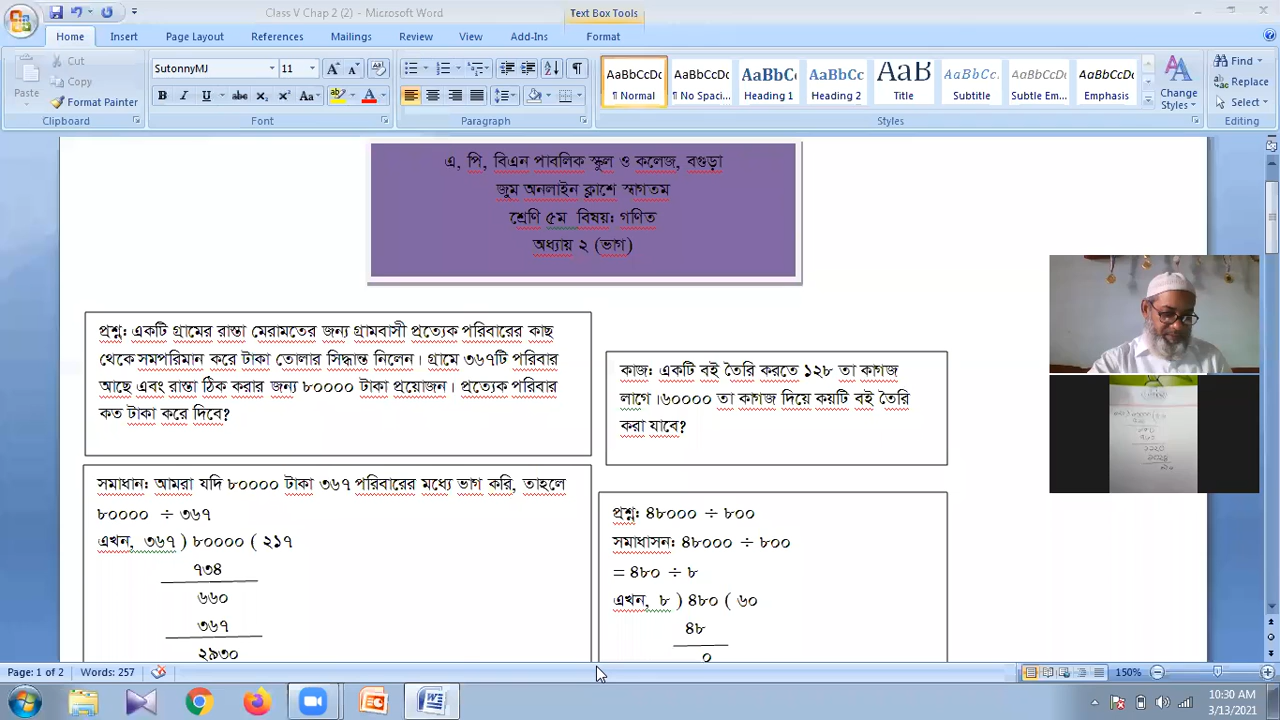 Class V Chap 2 (2) - Microsoft Word
Text Box Tools
Home Insert Page Layout References Mailings Review View Add-Ins Format
Paste
Cut
Copy
Format Painter
Clipboard
SutonnyMJ 11
Font
Paragraph
AaBbCcDc AaBbCcDc AaBbCc AaBbCc AaB AaBbCc. AaBbCcDc AaBbCcDc
¶ Normal ¶ No Spaci... Heading 1 Heading 2 Title Subtitle Subtle Em... Emphasis
Styles
Change Styles
Find
Replace
Select
Editing
এ, পি, বিএন পাবলিক স্কুল ও কলেজ, বগুড়া
জুম অনলাইন ক্লাশে স্বাগতম
শ্রেণি ৫ম বিষয়: গণিত
অধ্যায় ২ (ভাগ)
প্রশ্ন: একটি গ্রামের রাস্তা মেরামতের জন্য গ্রামবাসী প্রত্যেক পরিবারের কাছ
থেকে সমপরিমান করে টাকা তোলার সিদ্ধান্ত নিলেন। গ্রামে ৩৬৭টি পরিবার
আছে এবং রাস্তা ঠিক করার জন্য ৮০০০০ টাকা প্রয়োজন। প্রত্যেক পরিবার
কত টাকা করে দিবে?
সমাধান: আমরা যদি ৮০০০০ টাকা ৩৬৭ পরিবারের মধ্যে ভাগ করি, তাহলে
৮০০০০ ÷ ৩৬৭
এখন, ৩৬৭ ) ৮০০০০ ( ২১৭
৭৩৪
৬৬০
৩৬৭
২৯৩০
কাজ: একটি বই তৈরি করতে ১২৮ তা কাগজ
লাগে।৬০০০০ তা কাগজ দিয়ে কয়টি বই তৈরি
করা যাবে?
প্রশ্ন: ৪৮০০০ ÷ ৮০০
সমাধাসন: ৪৮০০০ ÷ ৮০০
= ৪৮০ ÷ ৮
এখন, ৮ ) ৪৮০ ( ৬০
৪৮
০
Page: 1 of 2 Words: 257 150%
10:30 AM
3/13/2021